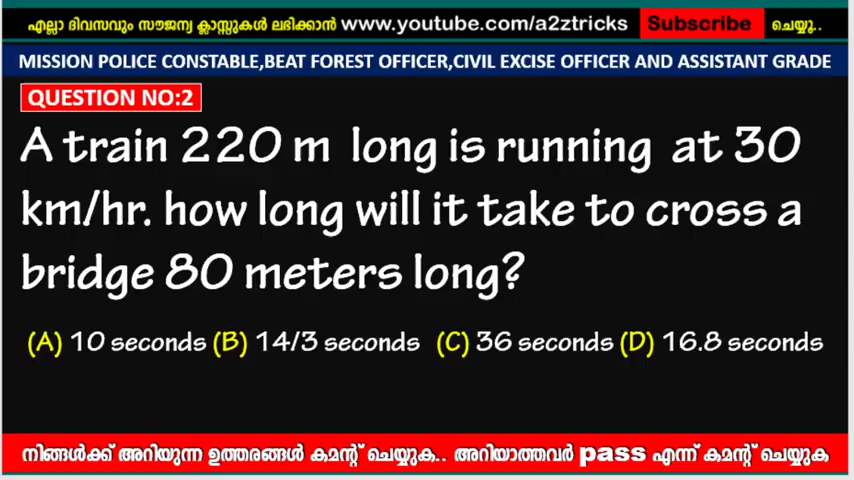 എല്ലാ ദിവസവും സൗജന്യ ക്ലാസ്സുകൾ ലഭിക്കാൻ www.youtube.com/a2ztricks Subscribe ചെയ്യൂ..
MISSION POLICE CONSTABLE,BEAT FOREST OFFICER,CIVIL EXCISE OFFICER AND ASSISTANT GRADE
QUESTION NO:2
A train 220 m long is running at 30
km/hr. how long will it take to cross a
bridge 80 meters long?
(A) 10 seconds (B) 14/3 seconds (C) 36 seconds (D) 16.8 seconds
നിങ്ങൾക്ക് അറിയുന്ന ഉത്തരങ്ങൾ കമന്റ് ചെയ്യുക.. അറിയാത്തവർ pass എന്ന് കമന്റ് ചെയ്യുക